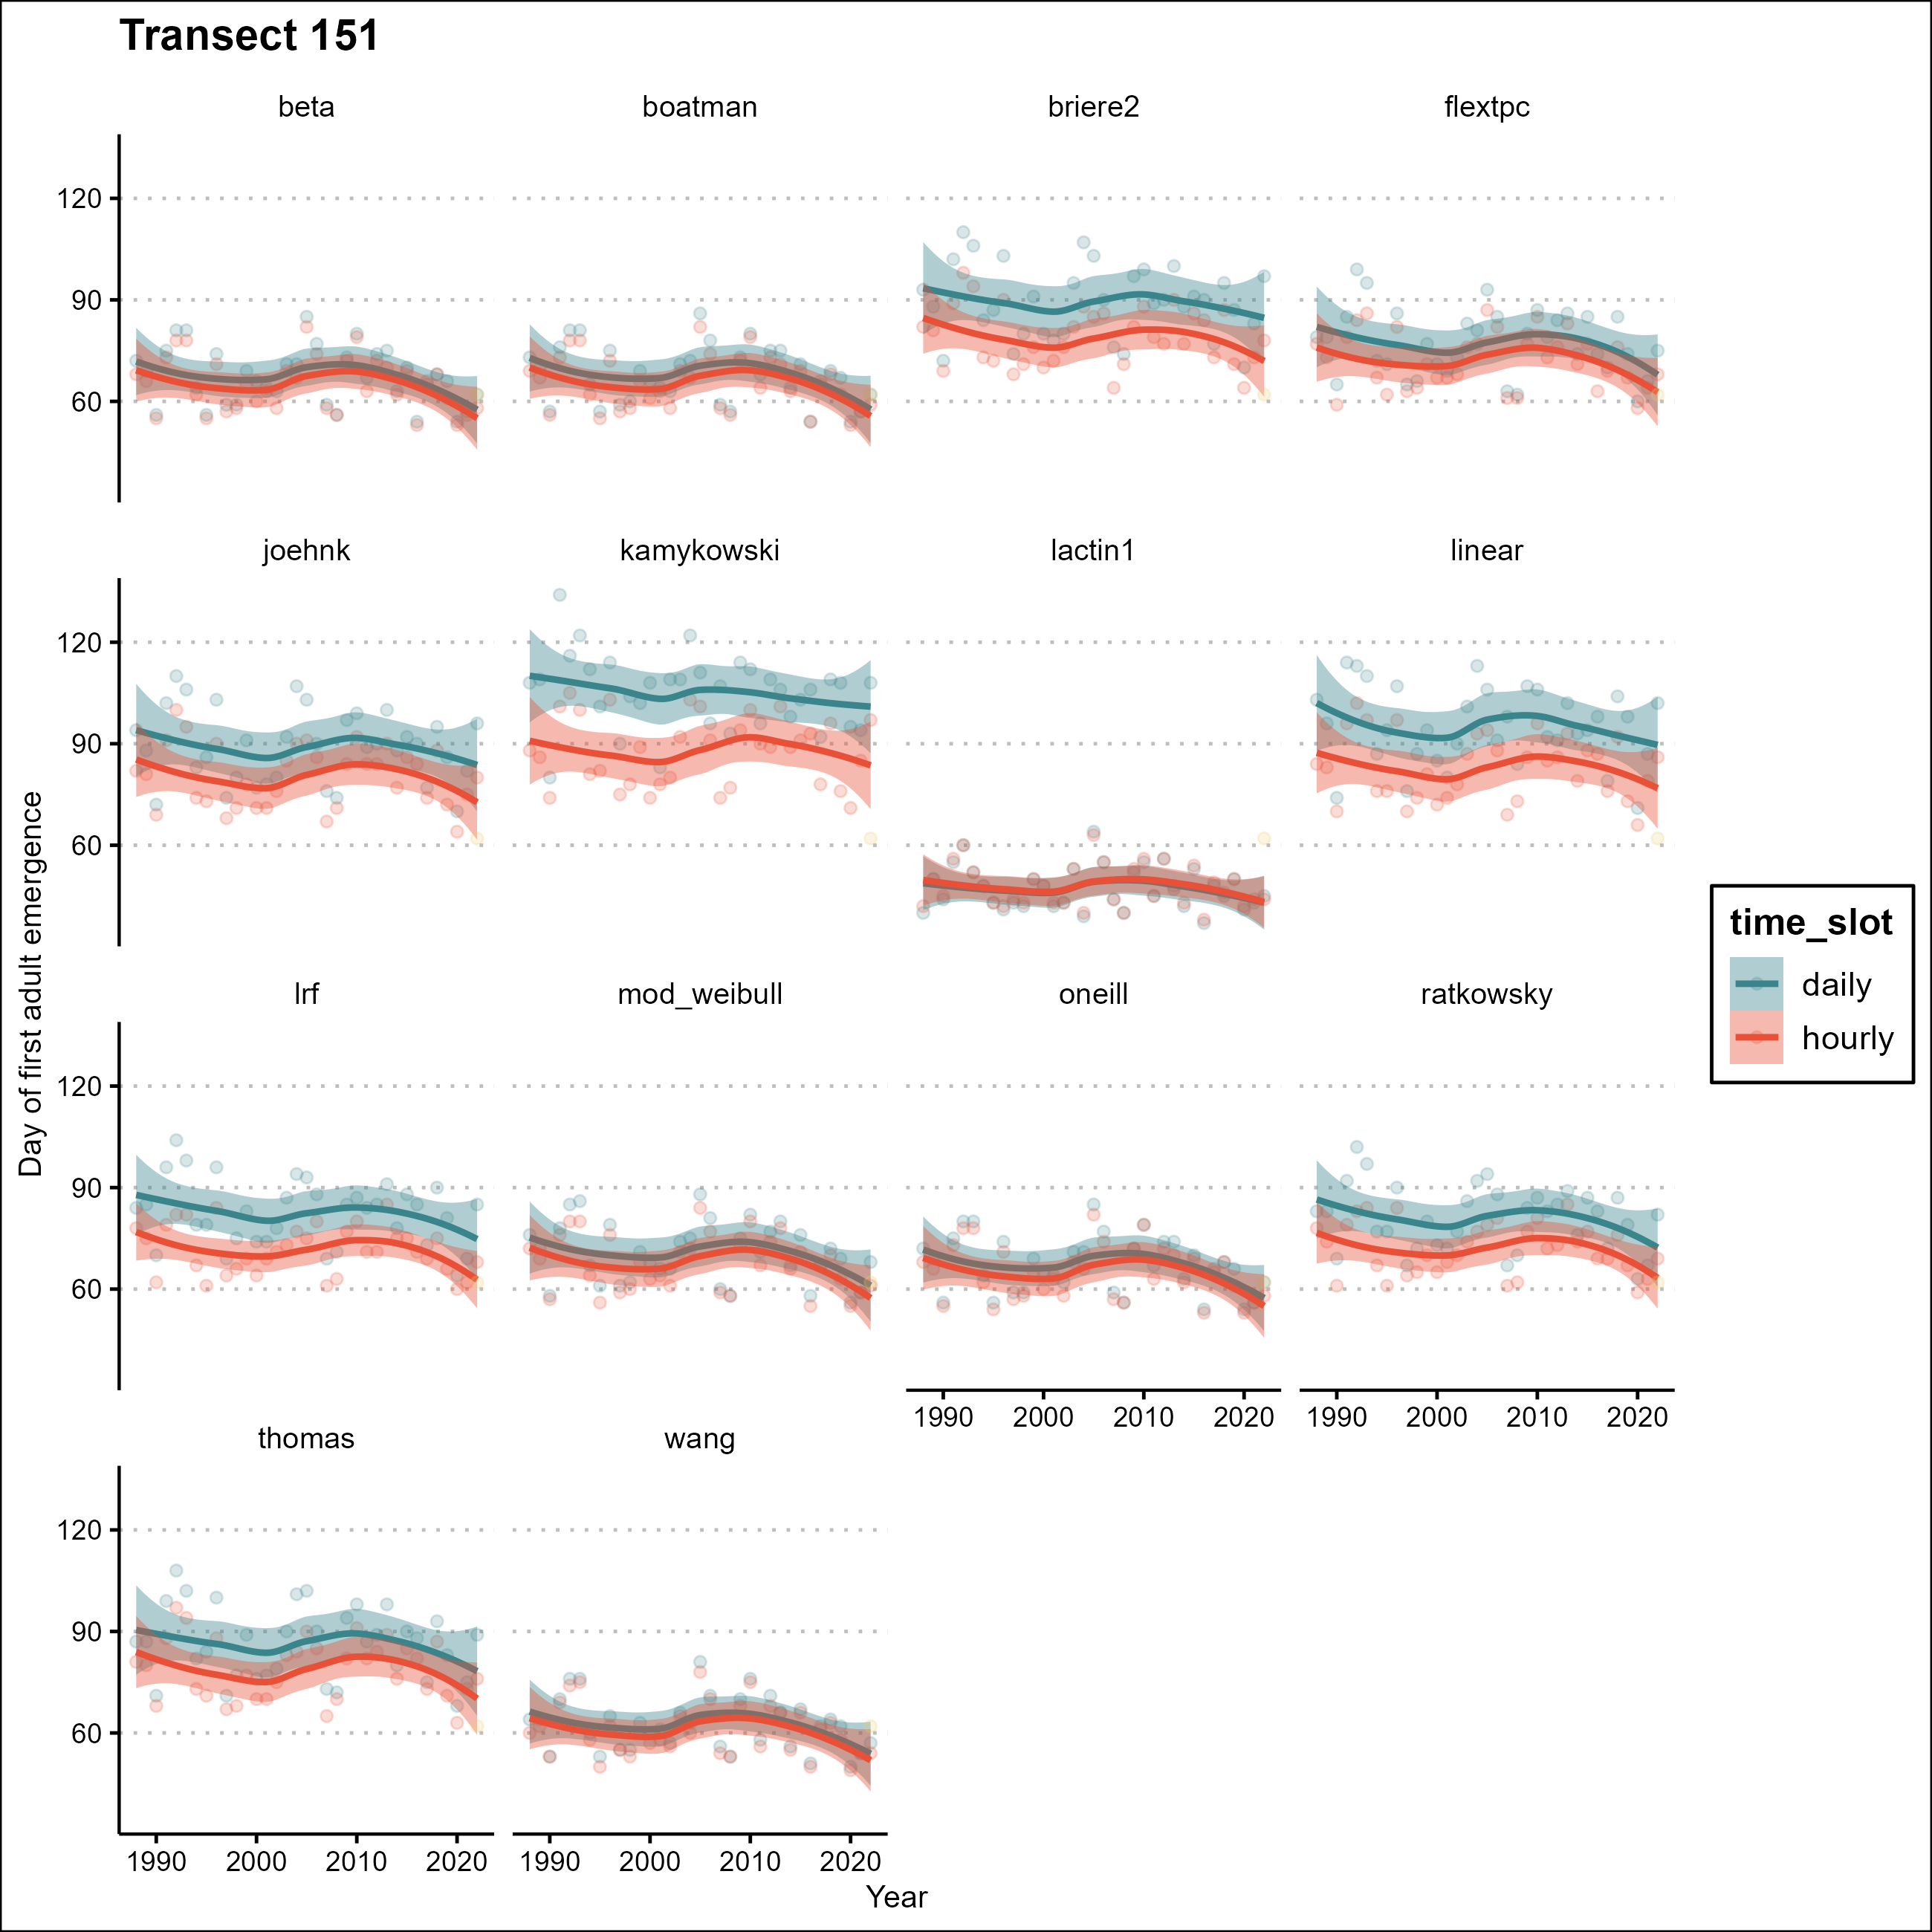 Transect 151
beta
boatman
briere2
flextpc
120
90
60
joehnk
kamykowski
lactin1
linear
120
90
60
lrf
mod_weibull
oneill
ratkowsky
120
90
60
1990 2000 2010 2020
1990 2000 2010 2020
thomas
wang
120
90
60
1990 2000 2010 2020
1990 2000 2010 2020
Year
Day of first adult emergence
time_slot
daily
hourly